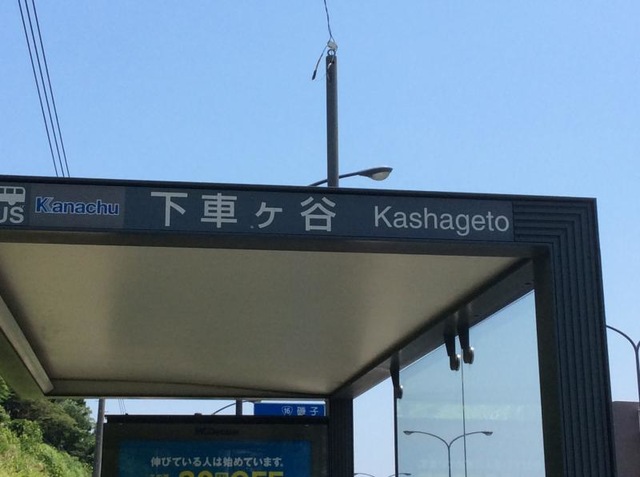 BUS Kanachu 下車ヶ谷 Kashageto
16 磯子
伸びている人は始めています。